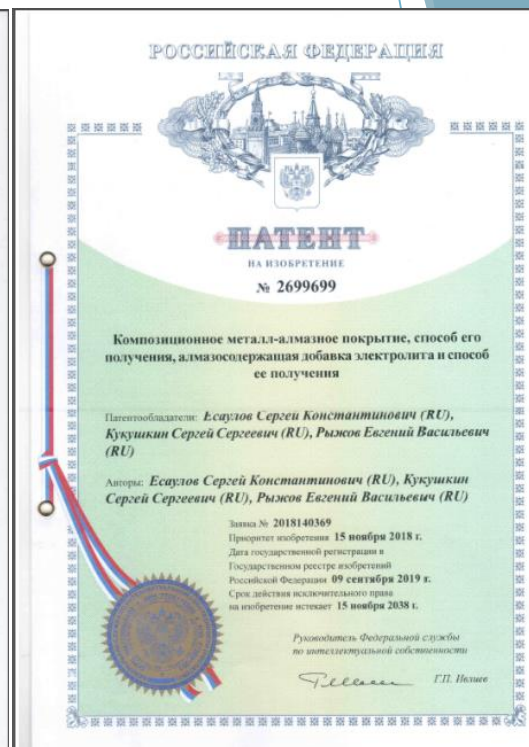 РОССИЙСКАЯ ФЕДЕРАЦИЯ
ПАТЕНТ
НА ИЗОБРЕТЕНИЕ
№ 2699699
Композиционное металл-алмазное покрытие, способ его
получения, алмазосодержащая добавка электролита и способ
ее получения
Патентообладатели: Есаулов Сергей Константинович (RU),
Кукушкин Сергей Сергеевич (RU), Рыжов Евгений Васильевич
(RU)
Авторы: Есаулов Сергей Константинович (RU), Кукушкин
Сергей Сергеевич (RU), Рыжов Евгений Васильевич (RU)
Заявка № 2018140369
Приоритет изобретения 15 ноября 2018 г.
Дата государственной регистрации в
Государственном реестре изобретений
Российской Федерации 09 сентября 2019 г.
Срок действия исключительного права
на изобретение истекает 15 ноября 2038 г.
Руководитель Федеральной службы
по интеллектуальной собственности
Г.П. Ивлиев